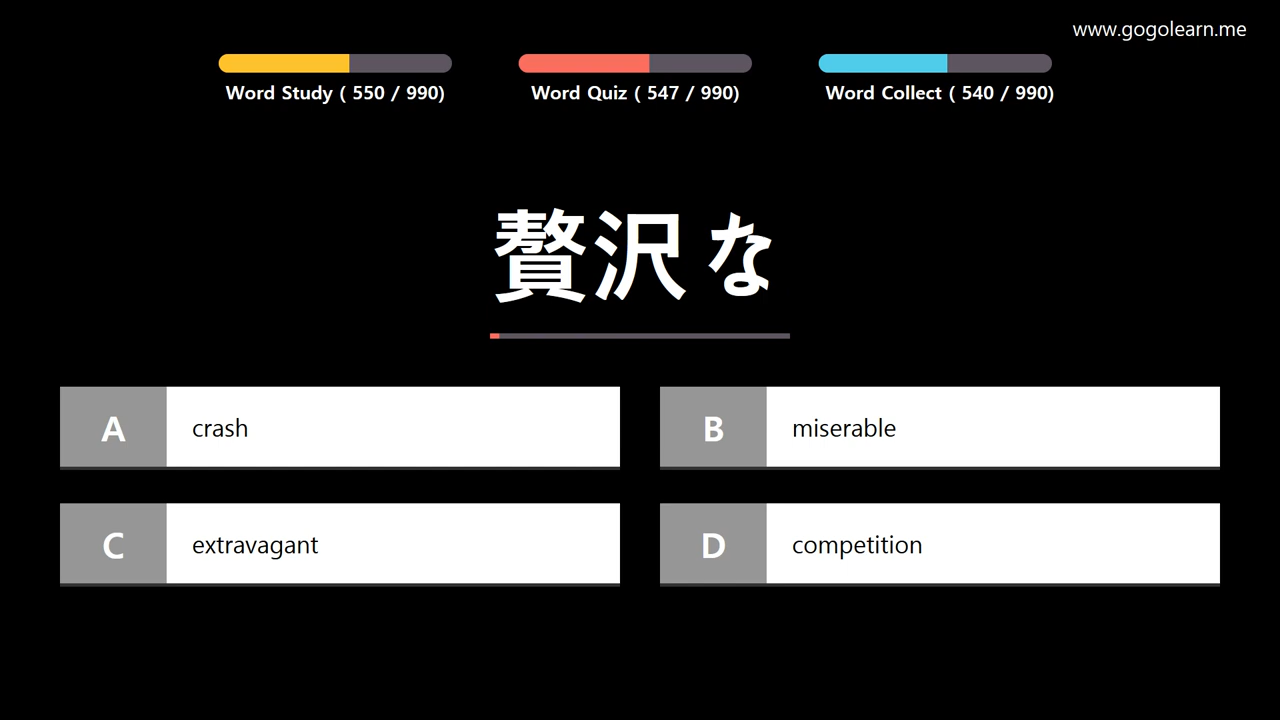 www.gogolearn.me
Word Study ( 550 / 990)
Word Quiz ( 547 / 990)
Word Collect ( 540 / 990)
贅沢な
A crash
B miserable
C extravagant
D competition